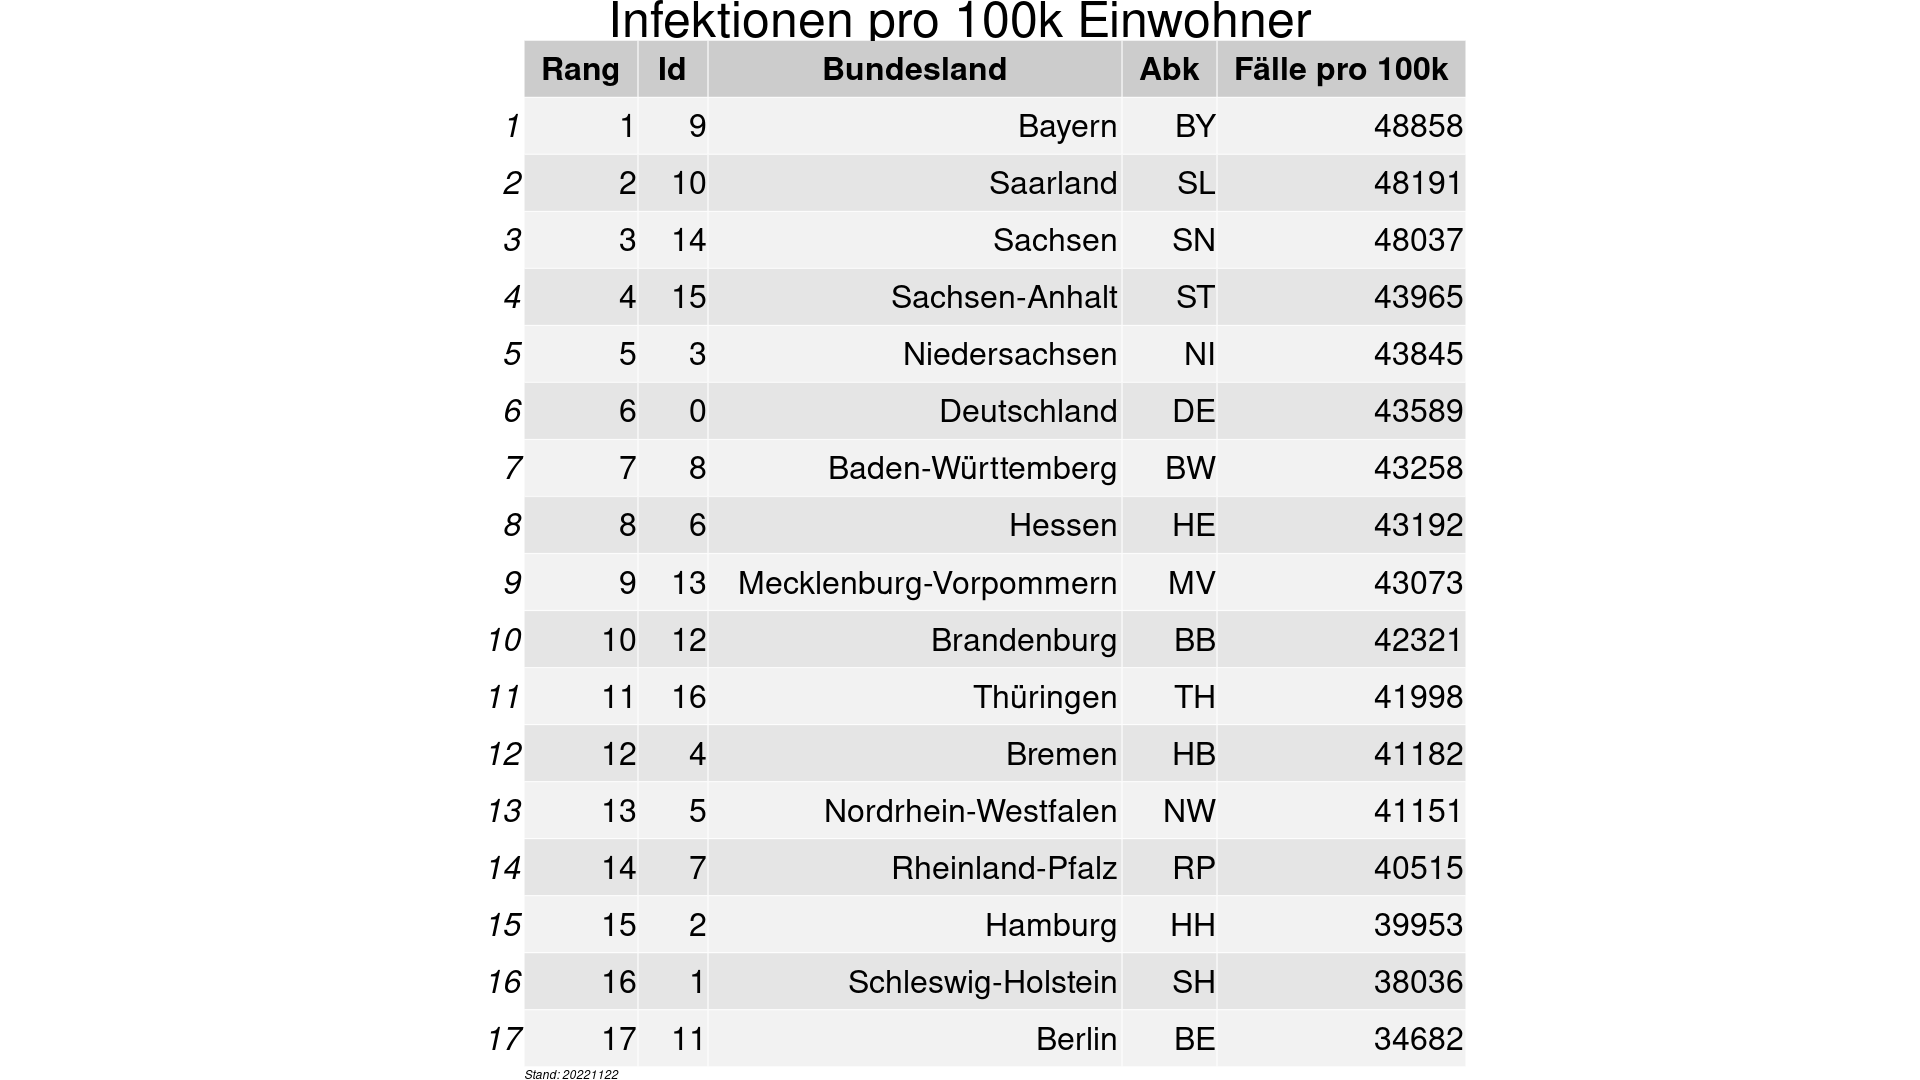 Infektionen pro 100k Einwohner
Rang Id Bundesland Abk Fälle pro 100k
1 1 9 Bayern BY 48858
2 2 10 Saarland SL 48191
3 3 14 Sachsen SN 48037
4 4 15 Sachsen-Anhalt ST 43965
5 5 3 Niedersachsen NI 43845
6 6 0 Deutschland DE 43589
7 7 8 Baden-Württemberg BW 43258
8 8 6 Hessen HE 43192
9 9 13 Mecklenburg-Vorpommern MV 43073
10 10 12 Brandenburg BB 42321
11 11 16 Thüringen TH 41998
12 12 4 Bremen HB 41182
13 13 5 Nordrhein-Westfalen NW 41151
14 14 7 Rheinland-Pfalz RP 40515
15 15 2 Hamburg HH 39953
16 16 1 Schleswig-Holstein SH 38036
17 17 11 Berlin BE 34682
Stand: 20221122